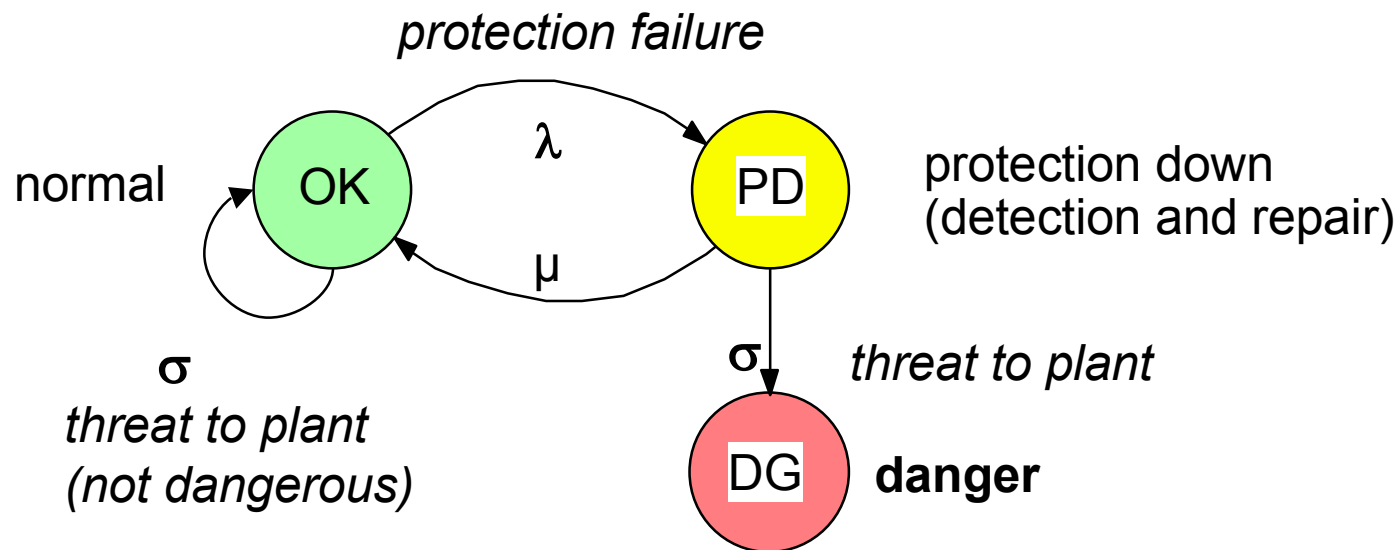 protection failure
λ
normal
OK
PD
protection down
(detection and repair)
μ
σ
threat to plant
(not dangerous)
σ
threat to plant
DG
danger